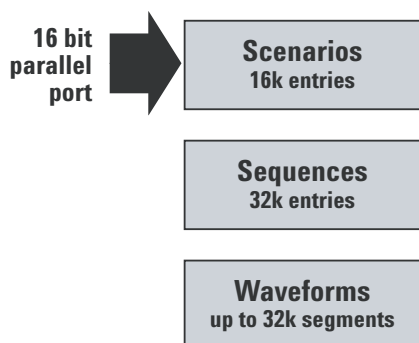 16 bit
parallel
port
Scenarios
16k entries
Sequences
32k entries
Waveforms
up to 32k segments